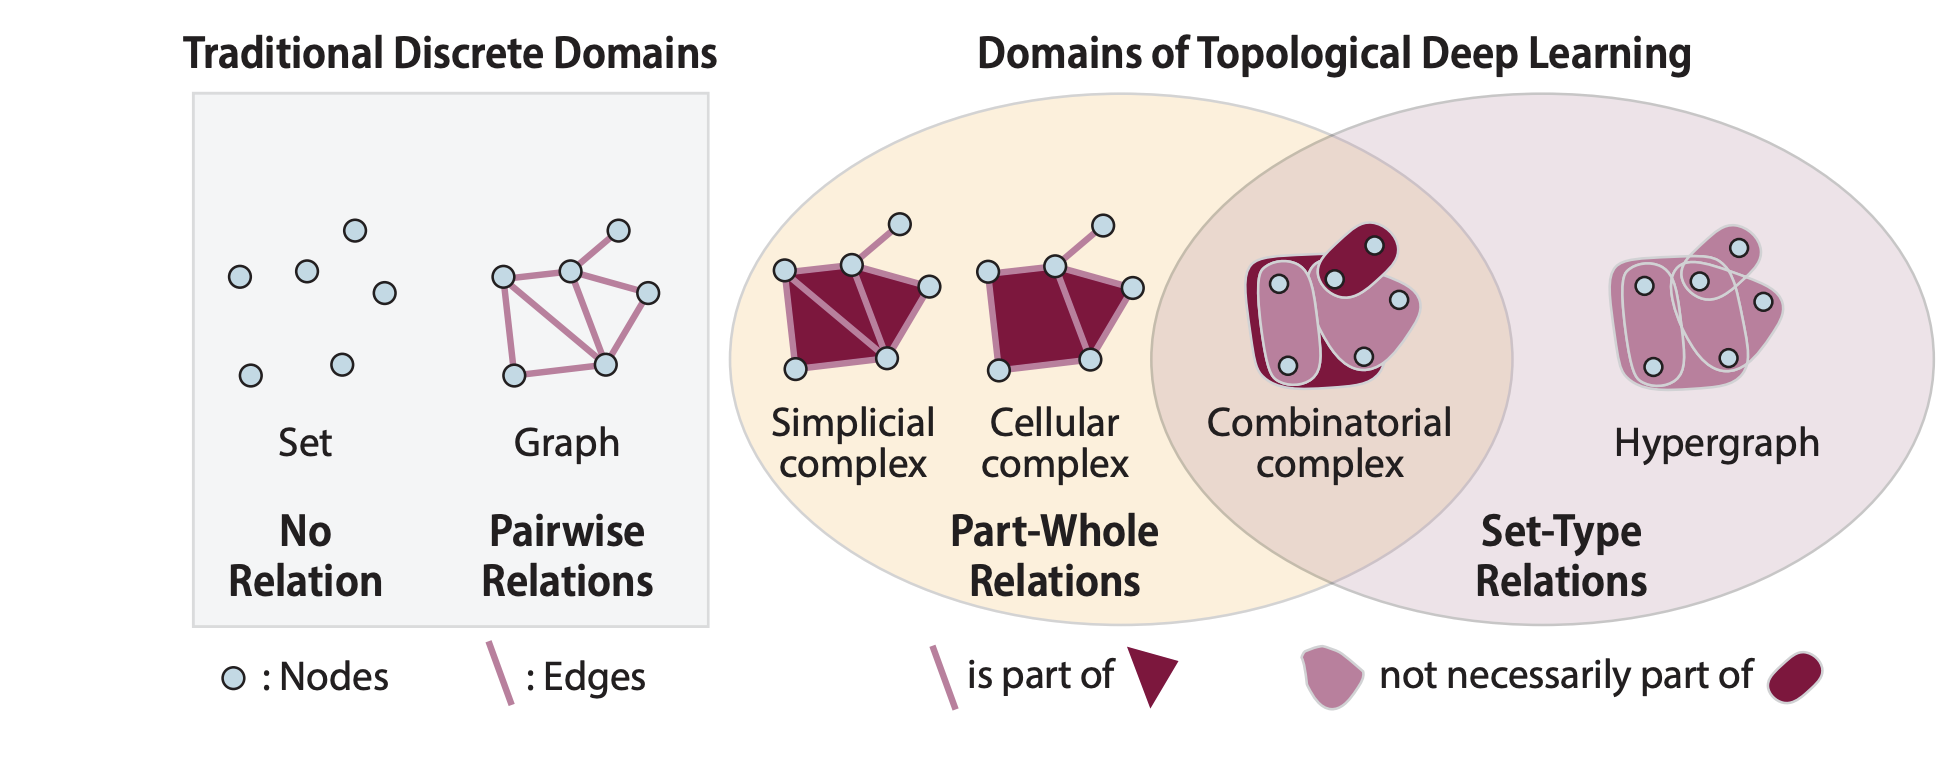 Traditional Discrete Domains
Domains of Topological Deep Learning
Set
Graph
No
Relation
Pairwise
Relations
Simplicial
complex
Cellular
complex
Combinatorial
complex
Hypergraph
Part-Whole
Relations
Set-Type
Relations
: Nodes
: Edges
is part of
not necessarily part of